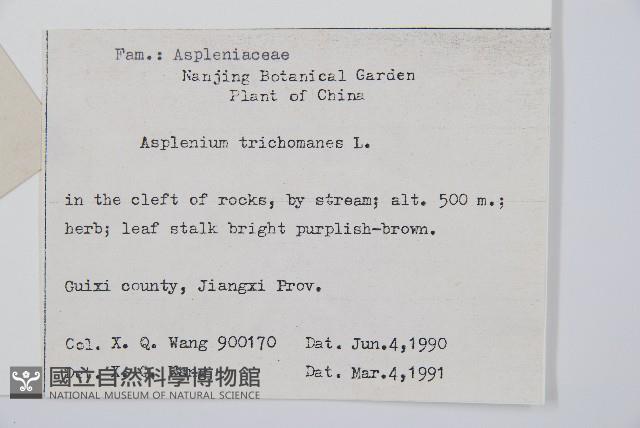 Fam.: Aspleniaceae
Nanjing Botanical Garden
Plant of China
Asplenium trichomanes L.
in the cleft of rocks, by stream; alt. 500 m.;
herb; leaf stalk bright purplish-brown.
Guixi county, Jiangxi Prov.
Col. X. Q. Wang 900170 Dat. Jun.4,1990
Dat. Mar.4,1991
國立自然科學博物館
NATIONAL MUSEUM OF NATURAL SCIENCE